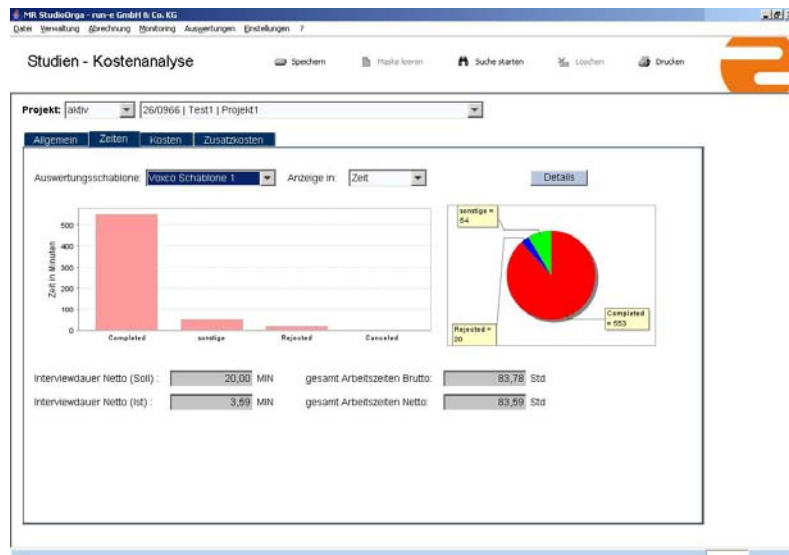 MR StudioOrga - run-e GmbH & Co. KG
Datei Verwaltung Abrechnung Monitoring Auswertungen Einstellungen ?
Studien - Kostenanalyse Speichern Maske leeren Suche starten Löschen Drucken
Projekt: aktiv 26/0966 | Test1 | Projekt1
Allgemein Zeiten Kosten Zusatzkosten
Auswertungsschablone: Voxco Schablone 1 Anzeige in: Zeit Details
Zeit in Minuten
500
400
300
200
100
0
Completed sonstige Rejected Canceled
sonstige =
54
Completed
= 553
Rejected =
20
Interviewdauer Netto (Soll) : 20,00 MIN gesamt Arbeitszeiten Brutto: 83,78 Std
Interviewdauer Netto (Ist) : 3,59 MIN gesamt Arbeitszeiten Netto: 83,59 Std